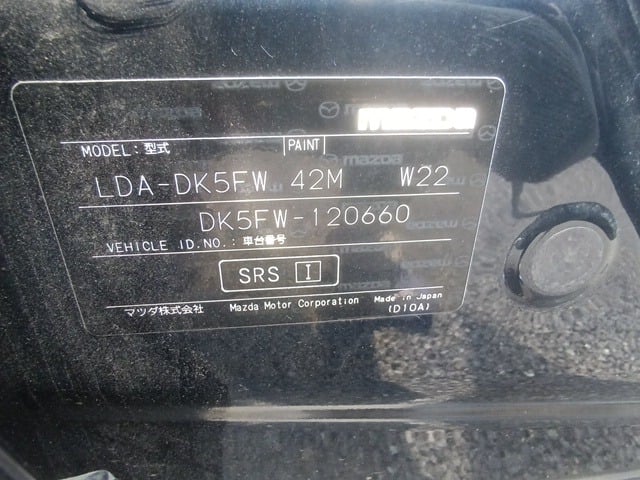 mazda
MODEL: 型式 PAINT
LDA-DK5FW 42M W22
DK5FW-120660
VEHICLE ID.NO.: 車台番号
SRS I
マツダ株式会社 Mazda Motor Corporation Made in Japan
(D10A)